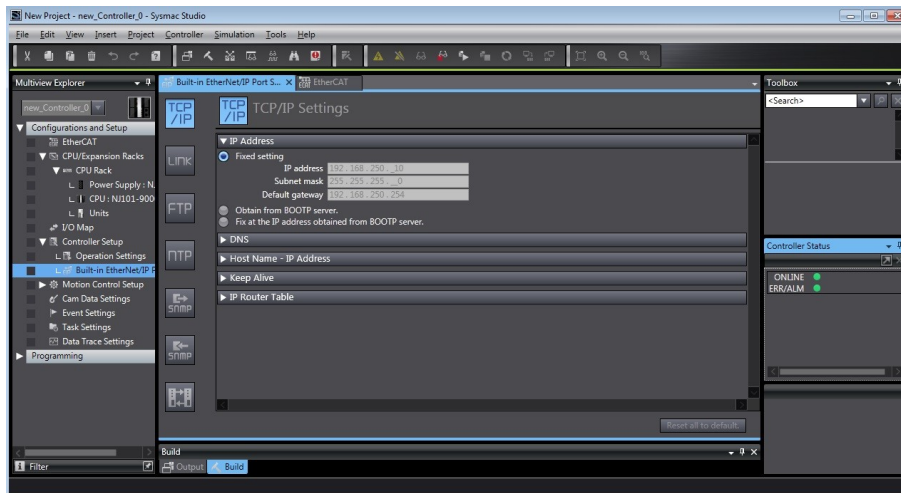 New Project - new_Controller_0 - Sysmac Studio
File Edit View Insert Project Controller Simulation Tools Help
Multiview Explorer
new_Controller_0
Configurations and Setup
EtherCAT
CPU/Expansion Racks
CPU Rack
Power Supply : N
CPU : NJ101-900
Units
I/O Map
Controller Setup
Operation Settings
Built-in EtherNet/IP P
Motion Control Setup
Cam Data Settings
Event Settings
Task Settings
Data Trace Settings
Programming
Filter
Built-in EtherNet/IP Port S... EtherCAT
TCP/IP
LINK
FTP
NTP
SNMP
SNMP
TCP/IP TCP/IP Settings
IP Address
Fixed setting
IP address 192.168.250._10
Subnet mask 255.255.255._0
Default gateway 192.168.250.254
Obtain from BOOTP server.
Fix at the IP address obtained from BOOTP server.
DNS
Host Name - IP Address
Keep Alive
IP Router Table
Reset all to default.
Build
Output Build
Toolbox
<Search>
Controller Status
ONLINE
ERR/ALM